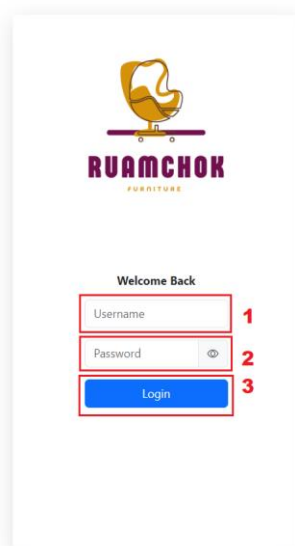 RUAMCHOK
FURNITURE
Welcome Back
Username
1
Password
2
Login
3